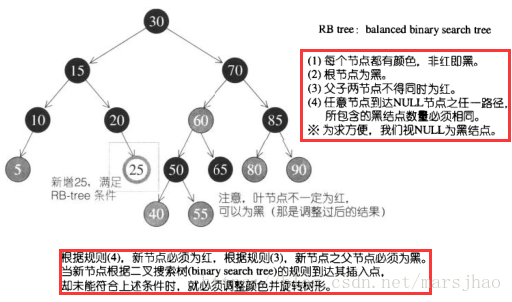 RB tree：balanced binary search tree
(1) 每个节点都有颜色，非红即黑。
(2) 根节点为黑。
(3) 父子两节点不得同时为红。
(4) 任意节点到达NULL节点之任一路径，
所包含的黑结点数量必须相同。
※ 为求方便，我们视NULL为黑结点。
30
15
70
10
20
60
85
5
25
50
65
80
90
40
55
新增25，满足
RB-tree 条件
注意，叶节点不一定为红，
可以为黑（那是调整过后的结果）
根据规则(4)，新节点必须为红，根据规则(3)，新节点之父节点必须为黑。
当新节点根据二叉搜索树(binary search tree)的规则到达其插入点，
却未能符合上述条件时，就必须调整颜色并旋转树形。
csdn.net/marsjhao